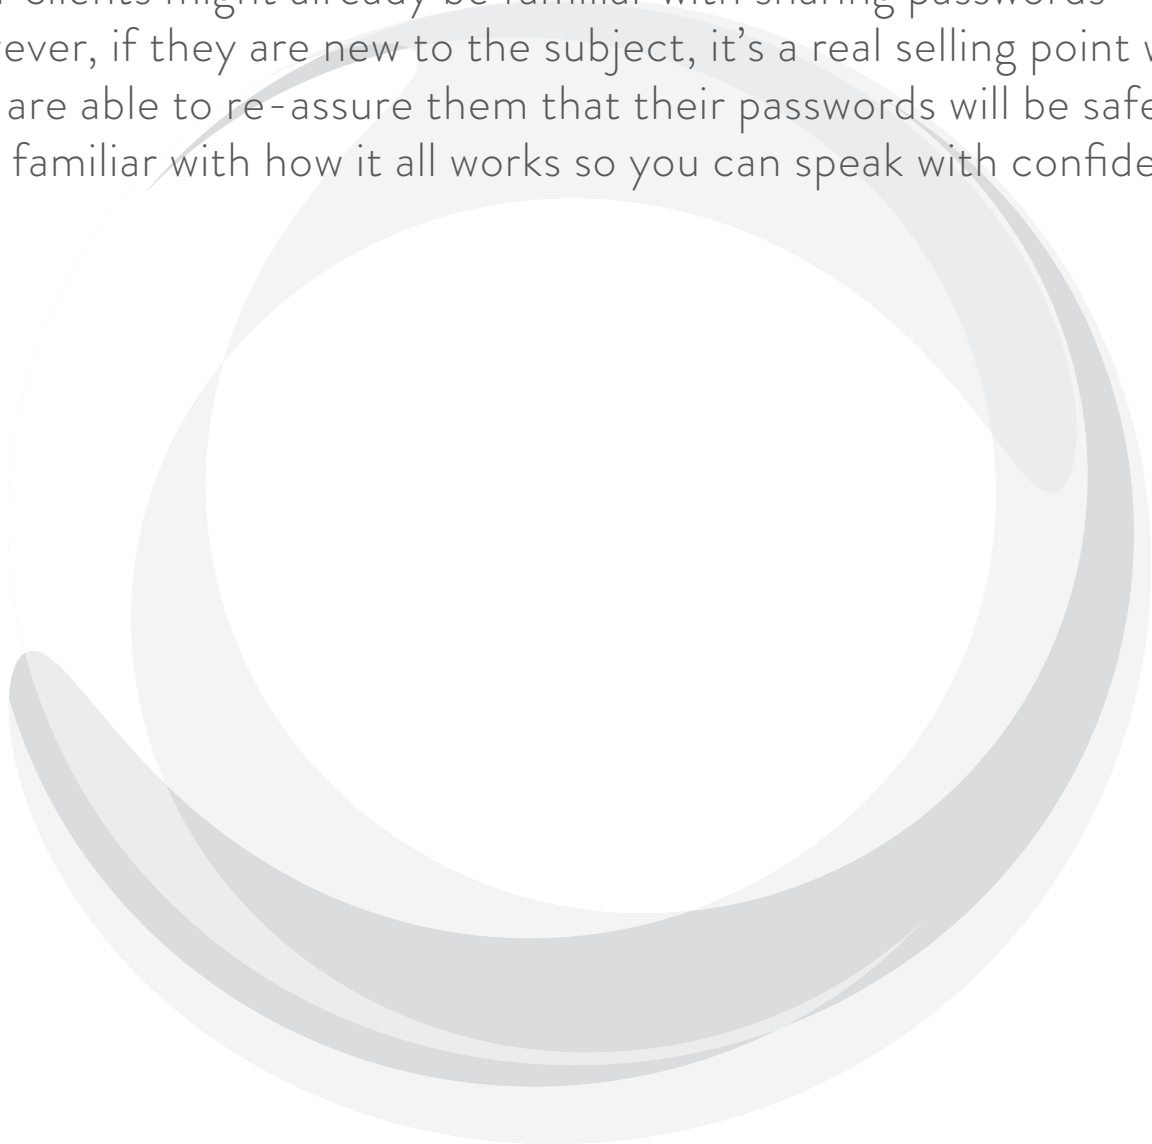 clients might already be familiar with sharing passwords
ever, if they are new to the subject, it’s a real selling point
are able to re-assure them that their passwords will be safe
familiar with how it all works so you can speak with confide